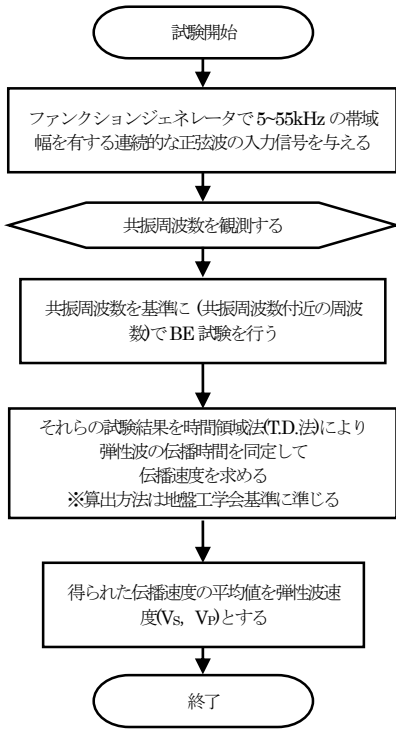 試験開始
ファンクションジェネレータで 5~55kHz の帯域
幅を有する連続的な正弦波の入力信号を与える
共振周波数を観測する
共振周波数を基準に (共振周波数付近の周波
数)で BE 試験を行う
それらの試験結果を時間領域法(T.D.法)により
弾性波の伝播時間を同定して
伝播速度を求める
※算出方法は地盤工学会基準に準じる
得られた伝播速度の平均値を弾性波速
度(VS, VP)とする
終了